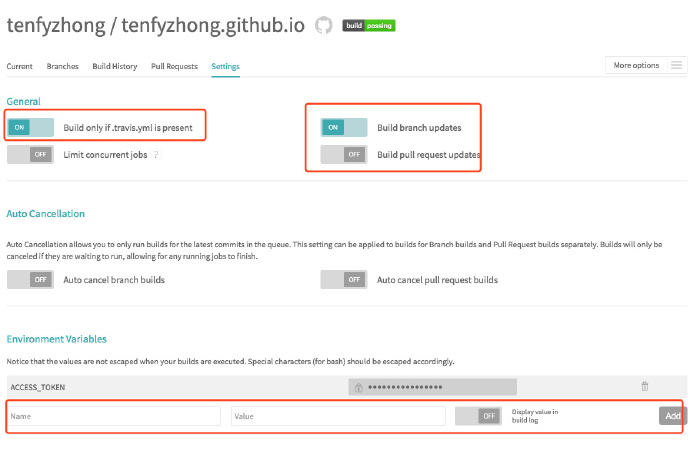 tenfyzhong / tenfyzhong.github.io build passing
Current Branches Build History Pull Requests Settings More options
General
ON Build only if .travis.yml is present ON Build branch updates
OFF Limit concurrent jobs ? OFF Build pull request updates
Auto Cancellation
Auto Cancellation allows you to only run builds for the latest commits in the queue. This setting can be applied to builds for Branch builds and Pull Request builds separately. Builds will only be
canceled if they are waiting to run, allowing for any running jobs to finish.
OFF Auto cancel branch builds OFF Auto cancel pull request builds
Environment Variables
Notice that the values are not escaped when your builds are executed. Special characters (for bash) should be escaped accordingly.
ACCESS_TOKEN ••••••••••••••••
Name Value OFF Display value in
build log
Add